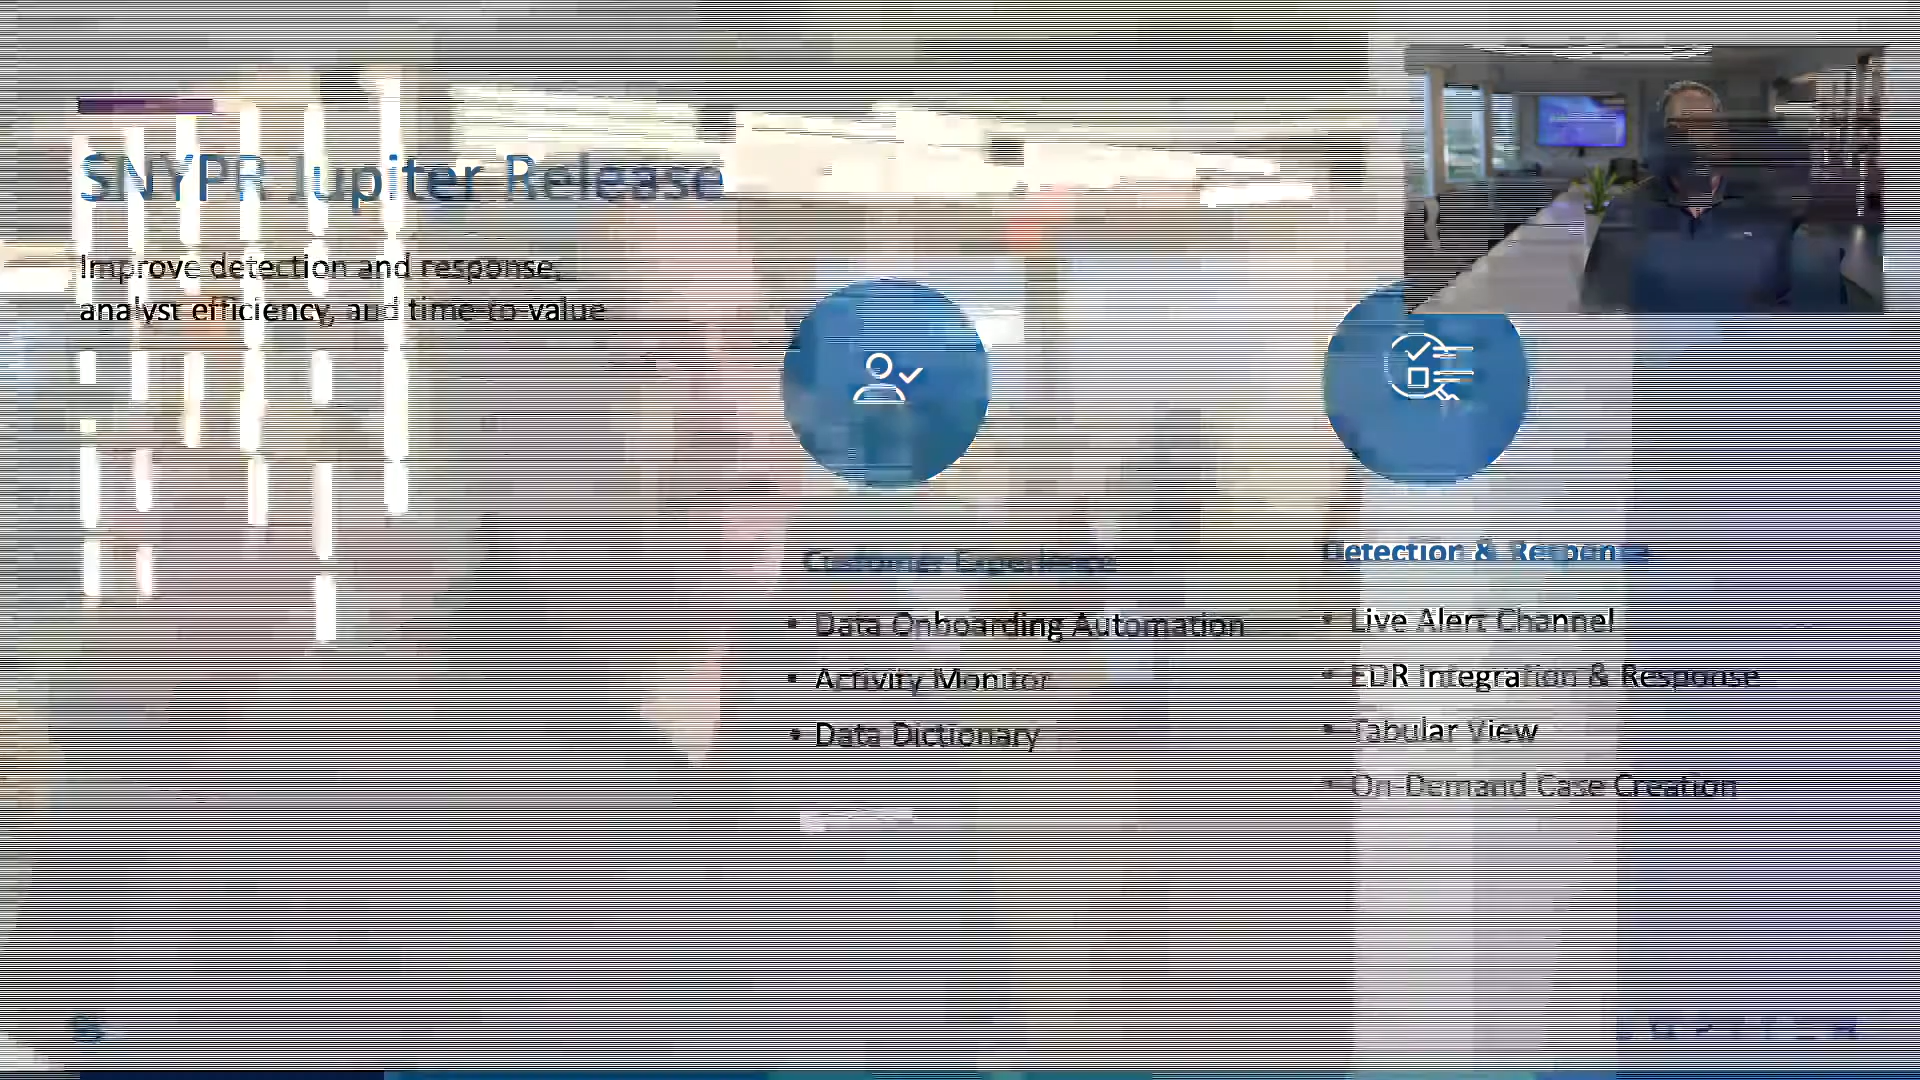 SNYPR Jupiter Release
Improve detection and response,
analyst efficiency, and time-to-value
Customer Experience
• Data Onboarding Automation
• Activity Monitor
• Data Dictionary
Detection & Response
• Live Alert Channel
• EDR Integration & Response
• Tabular View
• On-Demand Case Creation